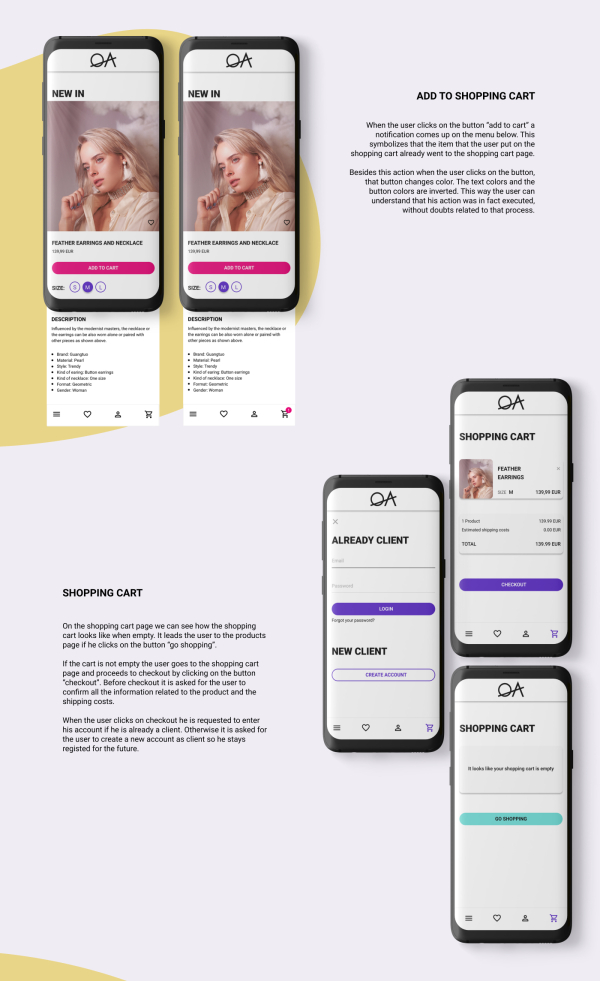 OA
NEW IN
FEATHER EARRINGS AND NECKLACE
139,99 EUR
ADD TO CART
SIZE: S M L
DESCRIPTION
Influenced by the modernist masters, the necklace or
the earrings can be also worn alone or paired with
other pieces as shown above.
Brand: Guangtuo
Material: Pearl
Style: Trendy
Kind of earing: Button earrings
Kind of necklace: One size
Format: Geometric
Gender: Woman
OA
NEW IN
FEATHER EARRINGS AND NECKLACE
139,99 EUR
ADD TO CART
SIZE: S M L
DESCRIPTION
Influenced by the modernist masters, the necklace or
the earrings can be also worn alone or paired with
other pieces as shown above.
Brand: Guangtuo
Material: Pearl
Style: Trendy
Kind of earing: Button earrings
Kind of necklace: One size
Format: Geometric
Gender: Woman
1
ADD TO SHOPPING CART
When the user clicks on the button "add to cart" a
notification comes up on the menu below. This
symbolizes that the item that the user put on the
shopping cart already went to the shopping cart page.
Besides this action when the user clicks on the button,
that button changes color. The text colors and the
button colors are inverted. This way the user can
understand that his action was in fact executed,
without doubts related to that process.
OA
SHOPPING CART
FEATHER
EARRINGS
SIZE M 139,99 EUR
1 Product 139.99 EUR
Estimated shipping costs 0.00 EUR
TOTAL 139.99 EUR
CHECKOUT
OA
ALREADY CLIENT
Email
Password
LOGIN
Forgot your password?
NEW CLIENT
CREATE ACCOUNT
SHOPPING CART
On the shopping cart page we can see how the shopping
cart looks like when empty. It leads the user to the products
page if he clicks on the button "go shopping".
If the cart is not empty the user goes to the shopping cart
page and proceeds to checkout by clicking on the button
"checkout". Before checkout it is asked for the user to
confirm all the information related to the product and the
shipping costs.
When the user clicks on checkout he is requested to enter
his account if he is already a client. Otherwise it is asked for
the user to create a new account as client so he stays
registed for the future.
OA
SHOPPING CART
It looks like your shopping cart is empty
GO SHOPPING